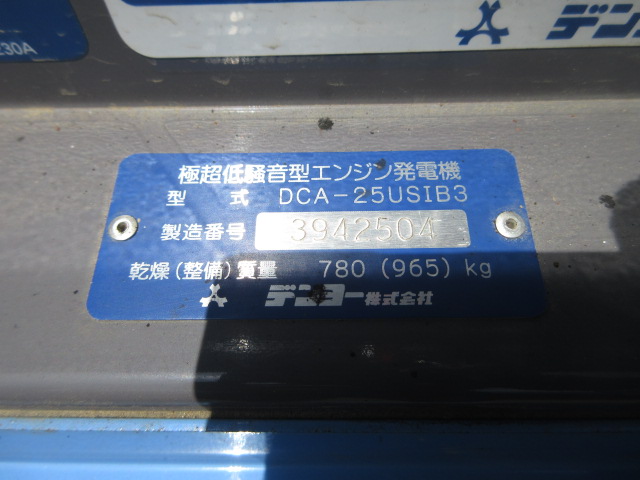 230A
デンヨ
極超低騒音型エンジン発電機
型 式 DCA-25USIB3
製造番号 3942504
乾燥(整備)質量 780 (965) kg
デンヨー株式会社